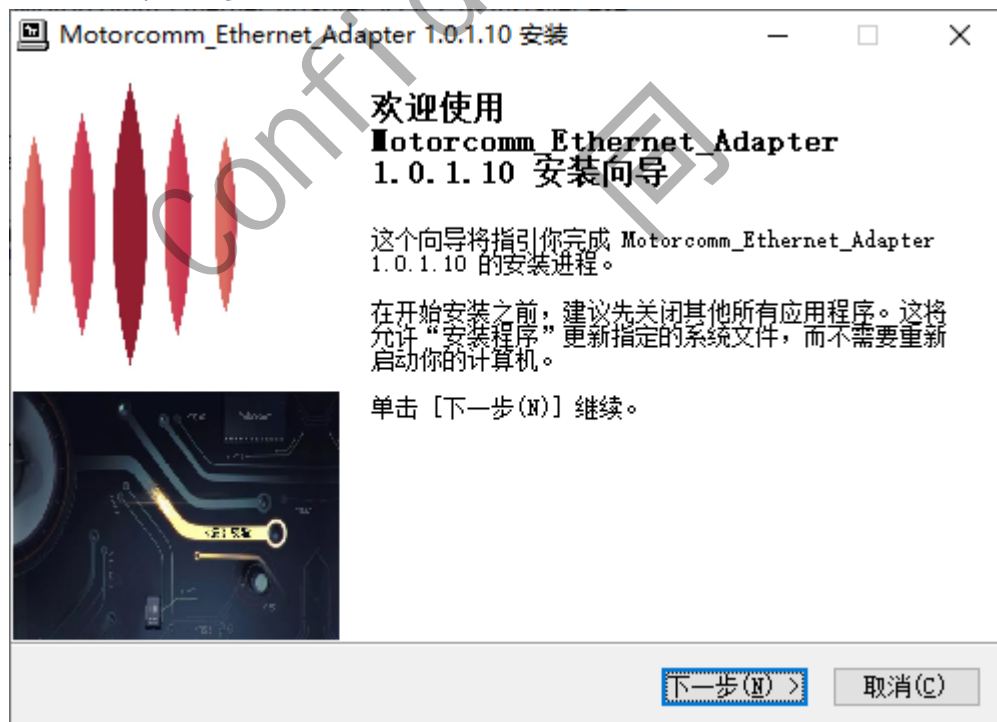 Motorcomm_Ethernet_Adapter 1.0.1.10 安装
欢迎使用
Motorcomm_Ethernet_Adapter
1.0.1.10 安装向导
这个向导将指引你完成 Motorcomm_Ethernet_Adapter
1.0.1.10 的安装进程。
在开始安装之前，建议先关闭其他所有应用程序。这将
允许“安装程序”更新指定的系统文件，而不需要重新
启动你的计算机。
单击 [下一步(N)] 继续。
下一步(N) >
取消(C)